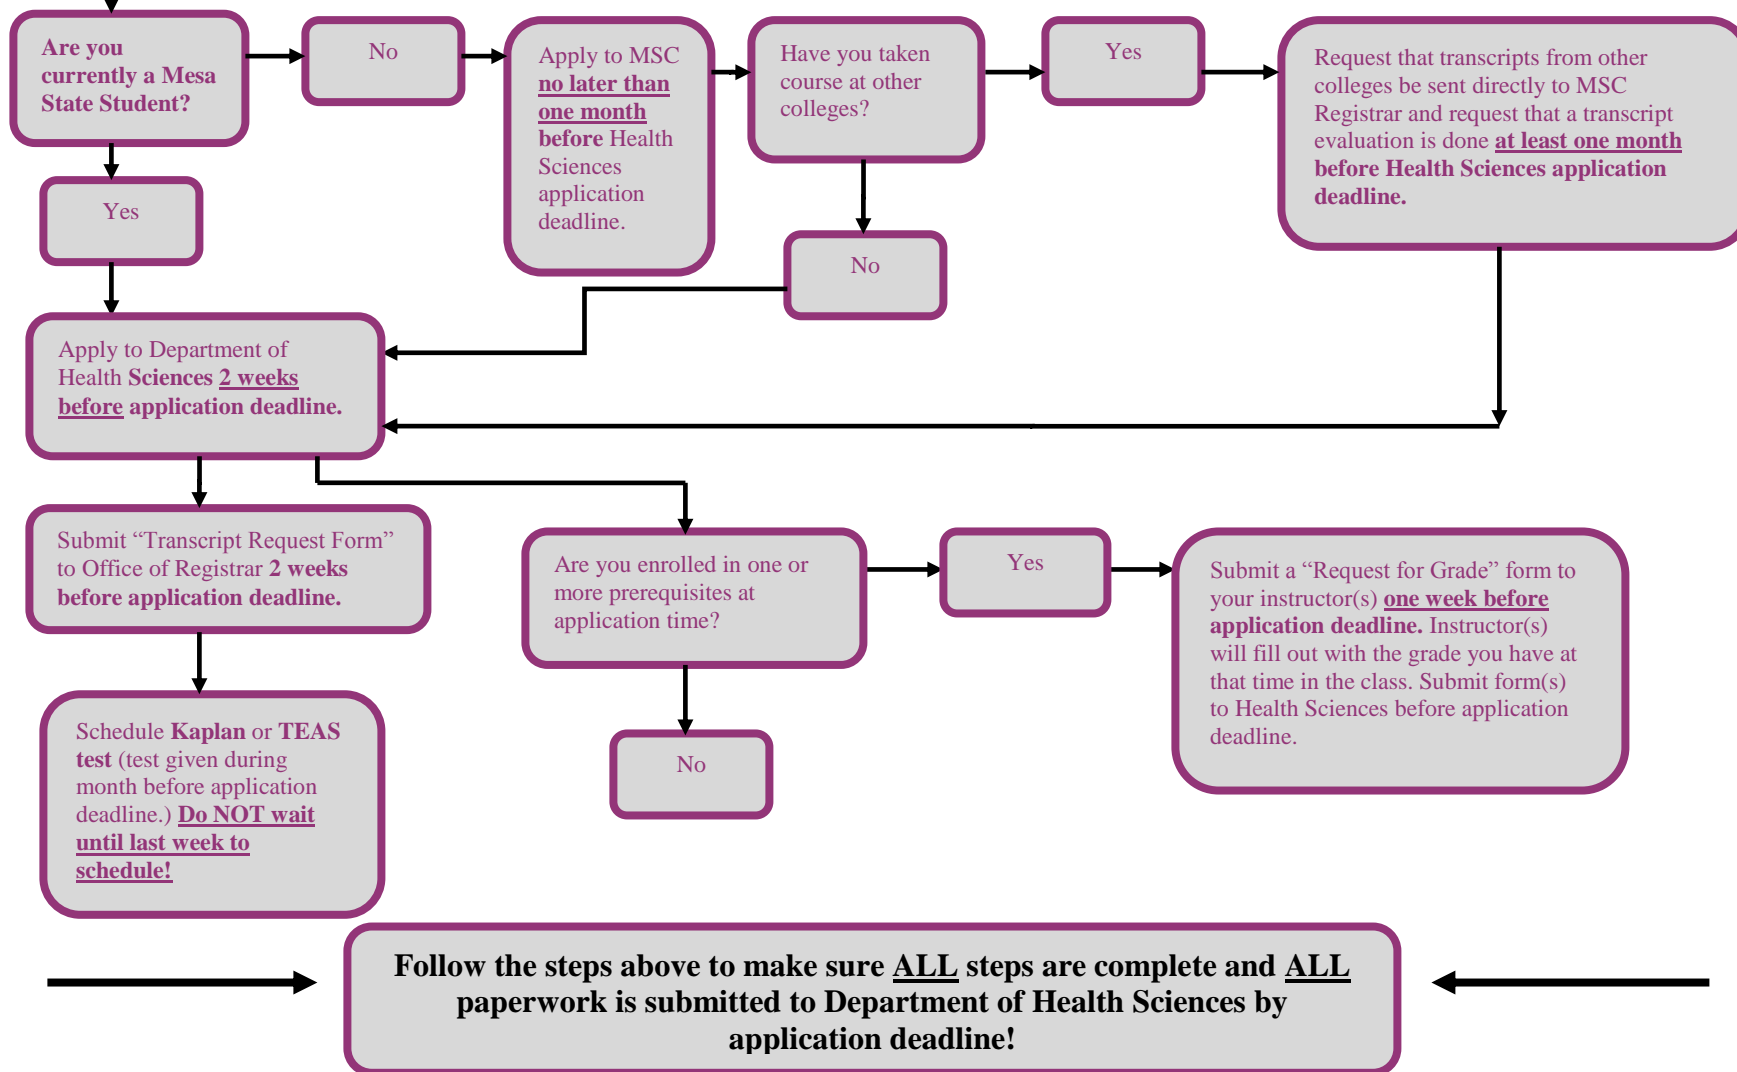 Are you
currently a Mesa
State Student?
No
Apply to MSC
no later than
one month
before Health
Sciences
application
deadline.
Have you taken
course at other
colleges?
Yes
Request that transcripts from other
colleges be sent directly to MSC
Registrar and request that a transcript
evaluation is done at least one month
before Health Sciences application
deadline.
Yes
No
Apply to Department of
Health Sciences 2 weeks
before application deadline.
Submit “Transcript Request Form”
to Office of Registrar 2 weeks
before application deadline.
Are you enrolled in one or
more prerequisites at
application time?
Yes
Submit a “Request for Grade” form to
your instructor(s) one week before
application deadline. Instructor(s)
will fill out with the grade you have at
that time in the class. Submit form(s)
to Health Sciences before application
deadline.
Schedule Kaplan or TEAS
test (test given during
month before application
deadline.) Do NOT wait
until last week to
schedule!
No
Follow the steps above to make sure ALL steps are complete and ALL
paperwork is submitted to Department of Health Sciences by
application deadline!